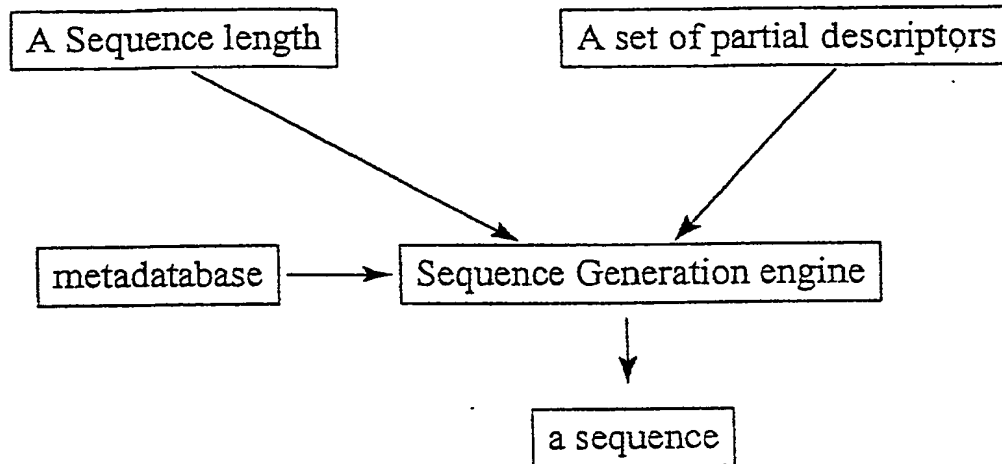 A Sequence length
A set of partial descriptors
metadatabase
Sequence Generation engine
a sequence